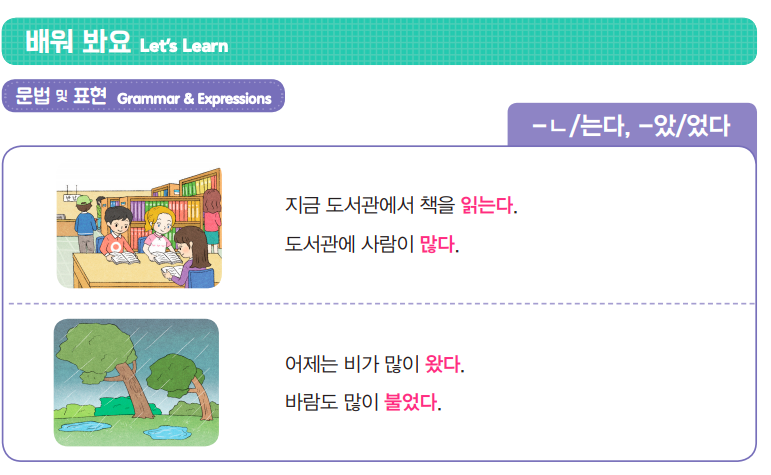 배워 봐요 Let's Learn
문법 및 표현 Grammar & Expressions
-ㄴ/는다, -았/었다
지금 도서관에서 책을 읽는다.
도서관에 사람이 많다.
어제는 비가 많이 왔다.
바람도 많이 불었다.